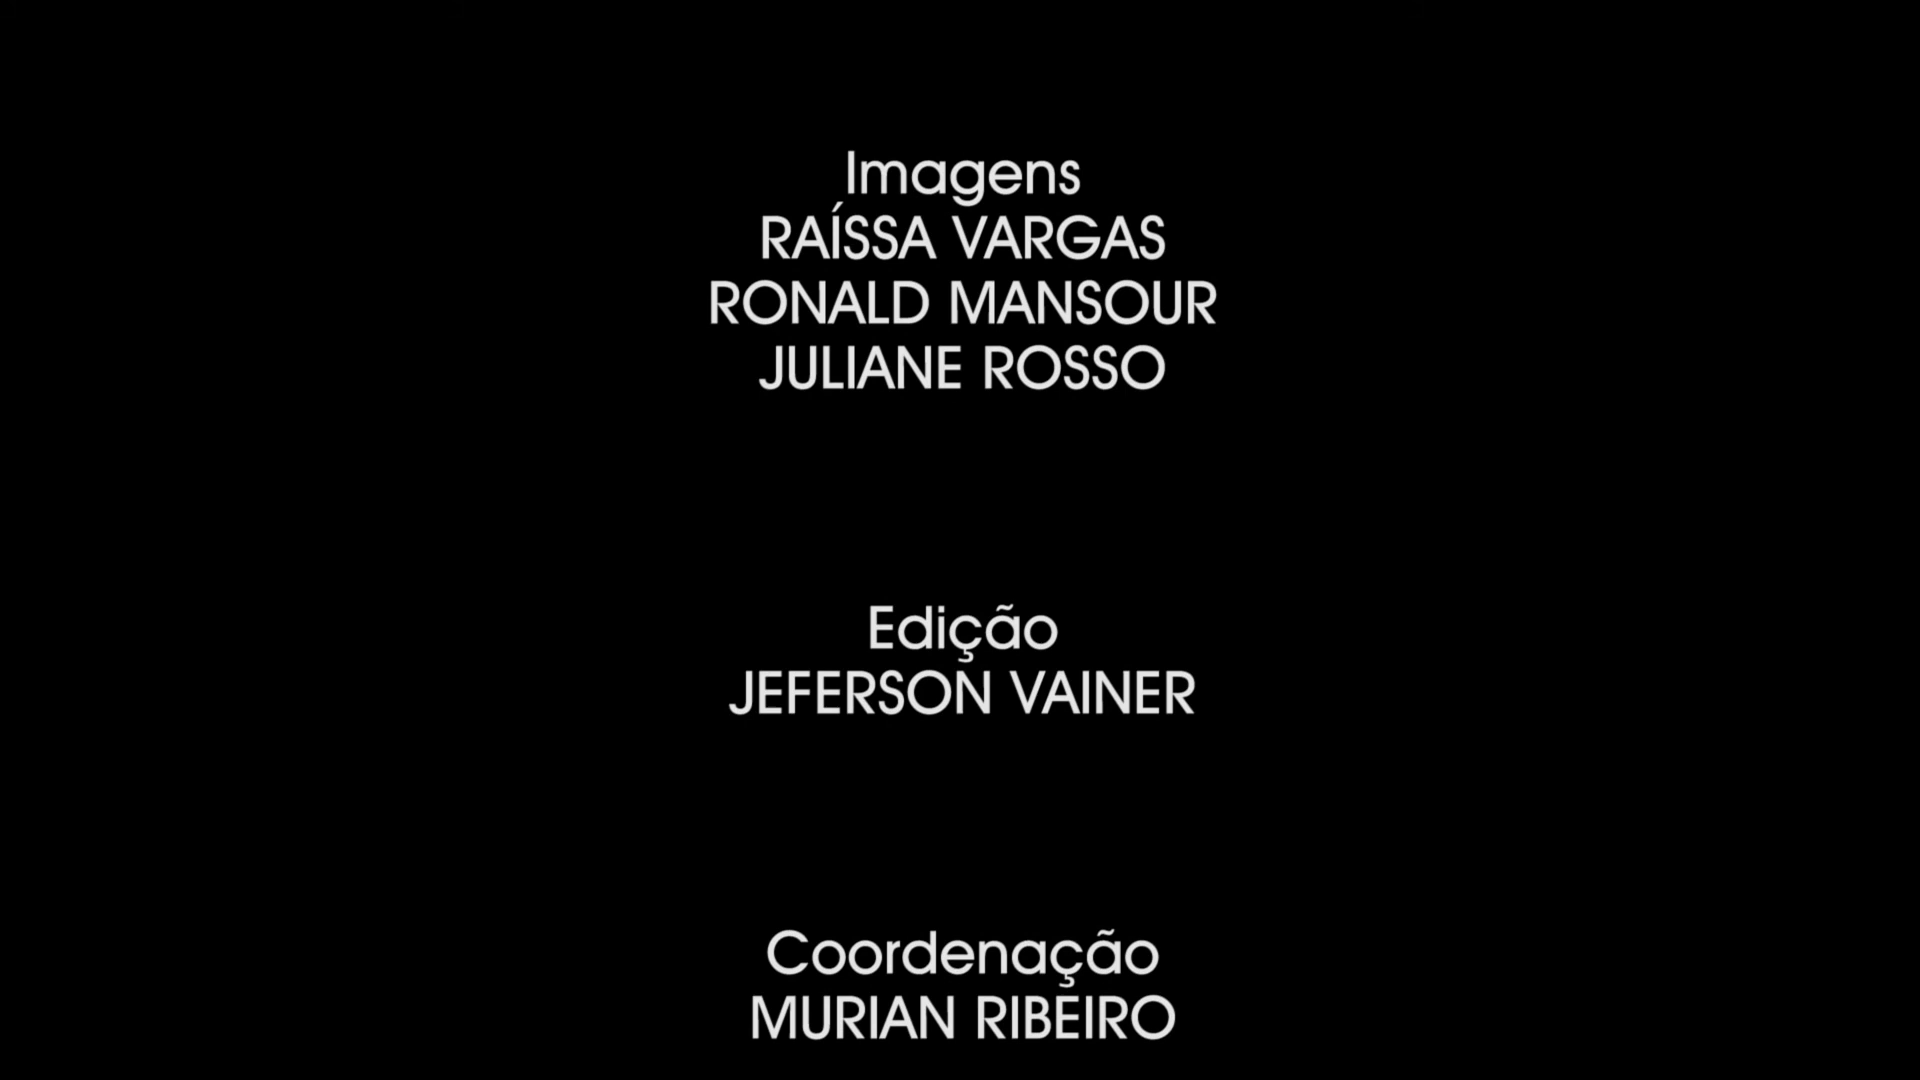 Imagens
RAÍSSA VARGAS
RONALD MANSOUR
JULIANE ROSSO
Edição
JEFERSON VAINER
Coordenação
MURIAN RIBEIRO